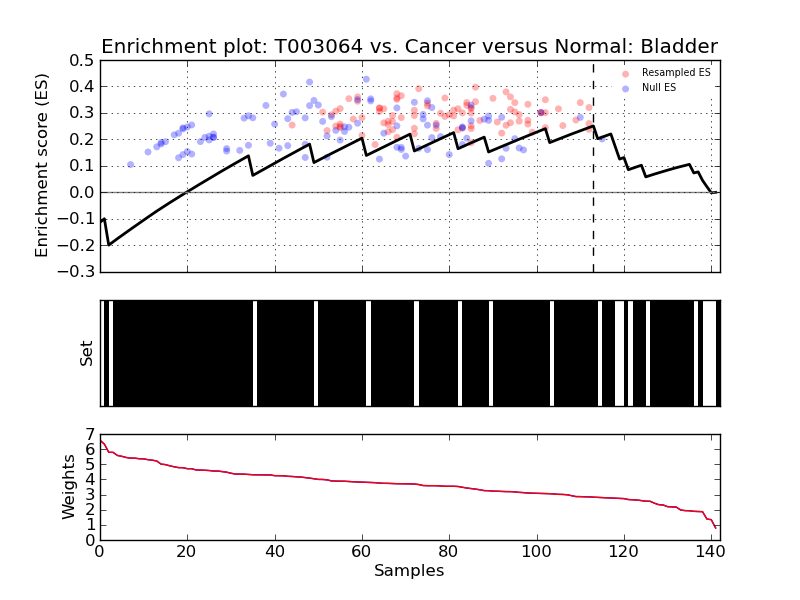 Enrichment plot: T003064 vs. Cancer versus Normal: Bladder
Enrichment score (ES)
0.5
0.4
0.3
0.2
0.1
0.0
−0.1
−0.2
−0.3
Resampled ES
Null ES
Set
Weights
7
6
5
4
3
2
1
0
0 20 40 60 80 100 120 140
Samples